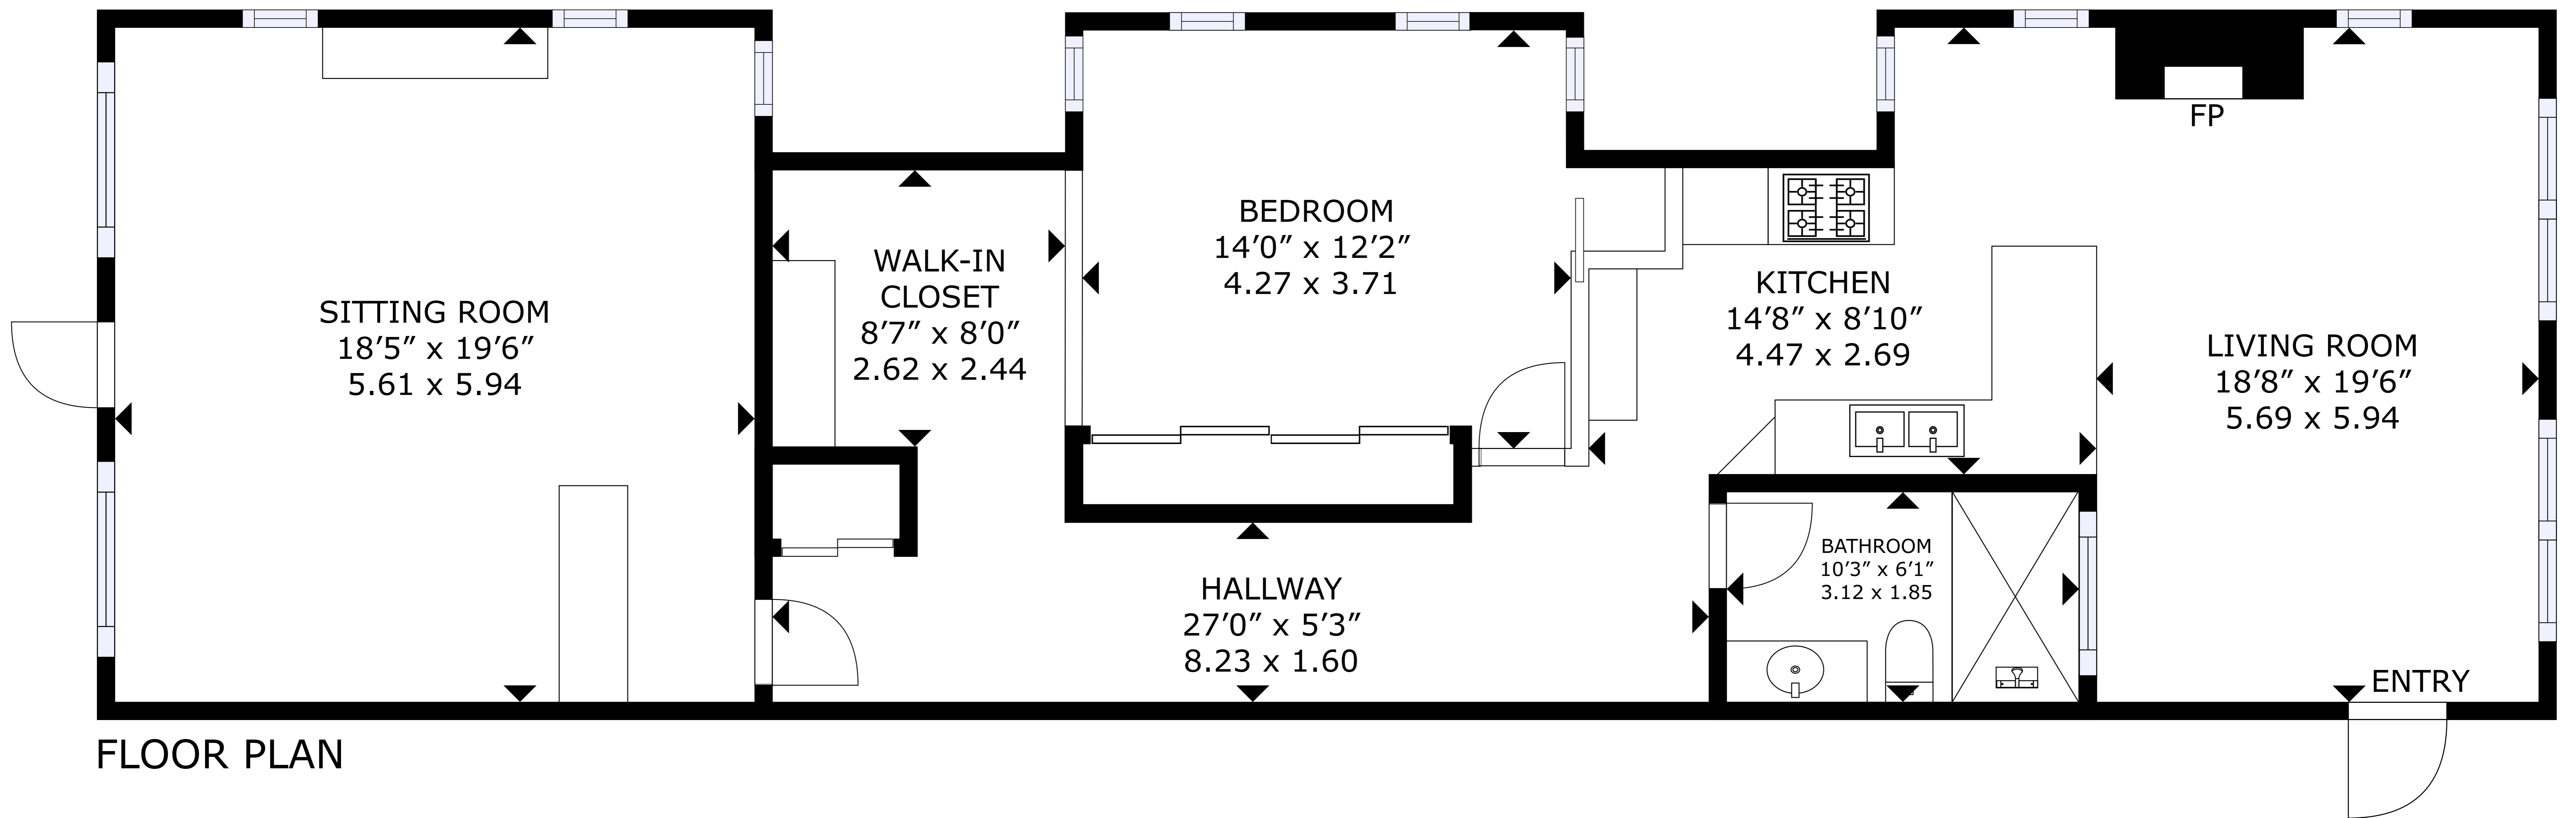 FP
SITTING ROOM
18'5" x 19'6"
5.61 x 5.94
WALK-IN
CLOSET
8'7" x 8'0"
2.62 x 2.44
BEDROOM
14'0" x 12'2"
4.27 x 3.71
KITCHEN
14'8" x 8'10"
4.47 x 2.69
LIVING ROOM
18'8" x 19'6"
5.69 x 5.94
HALLWAY
27'0" x 5'3"
8.23 x 1.60
BATHROOM
10'3" x 6'1"
3.12 x 1.85
ENTRY
FLOOR PLAN